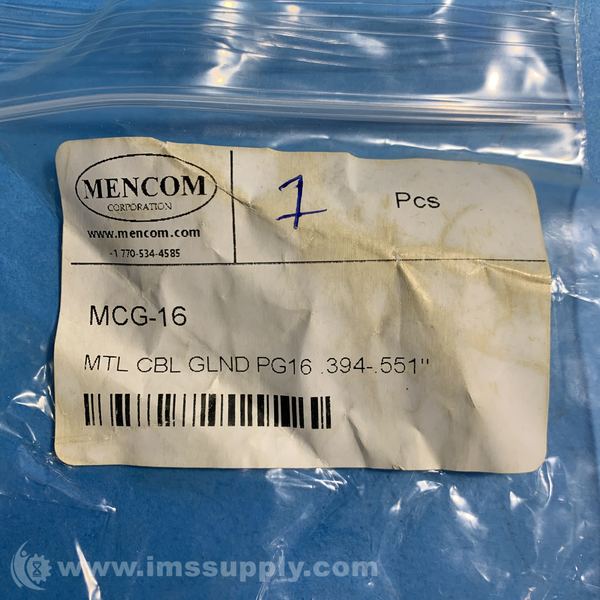 MENCOM
CORPORATION
www.mencom.com
-1 770-534-4585
1 Pcs
MCG-16
MTL CBL GLND PG16 .394-.551"
www.imssupply.com